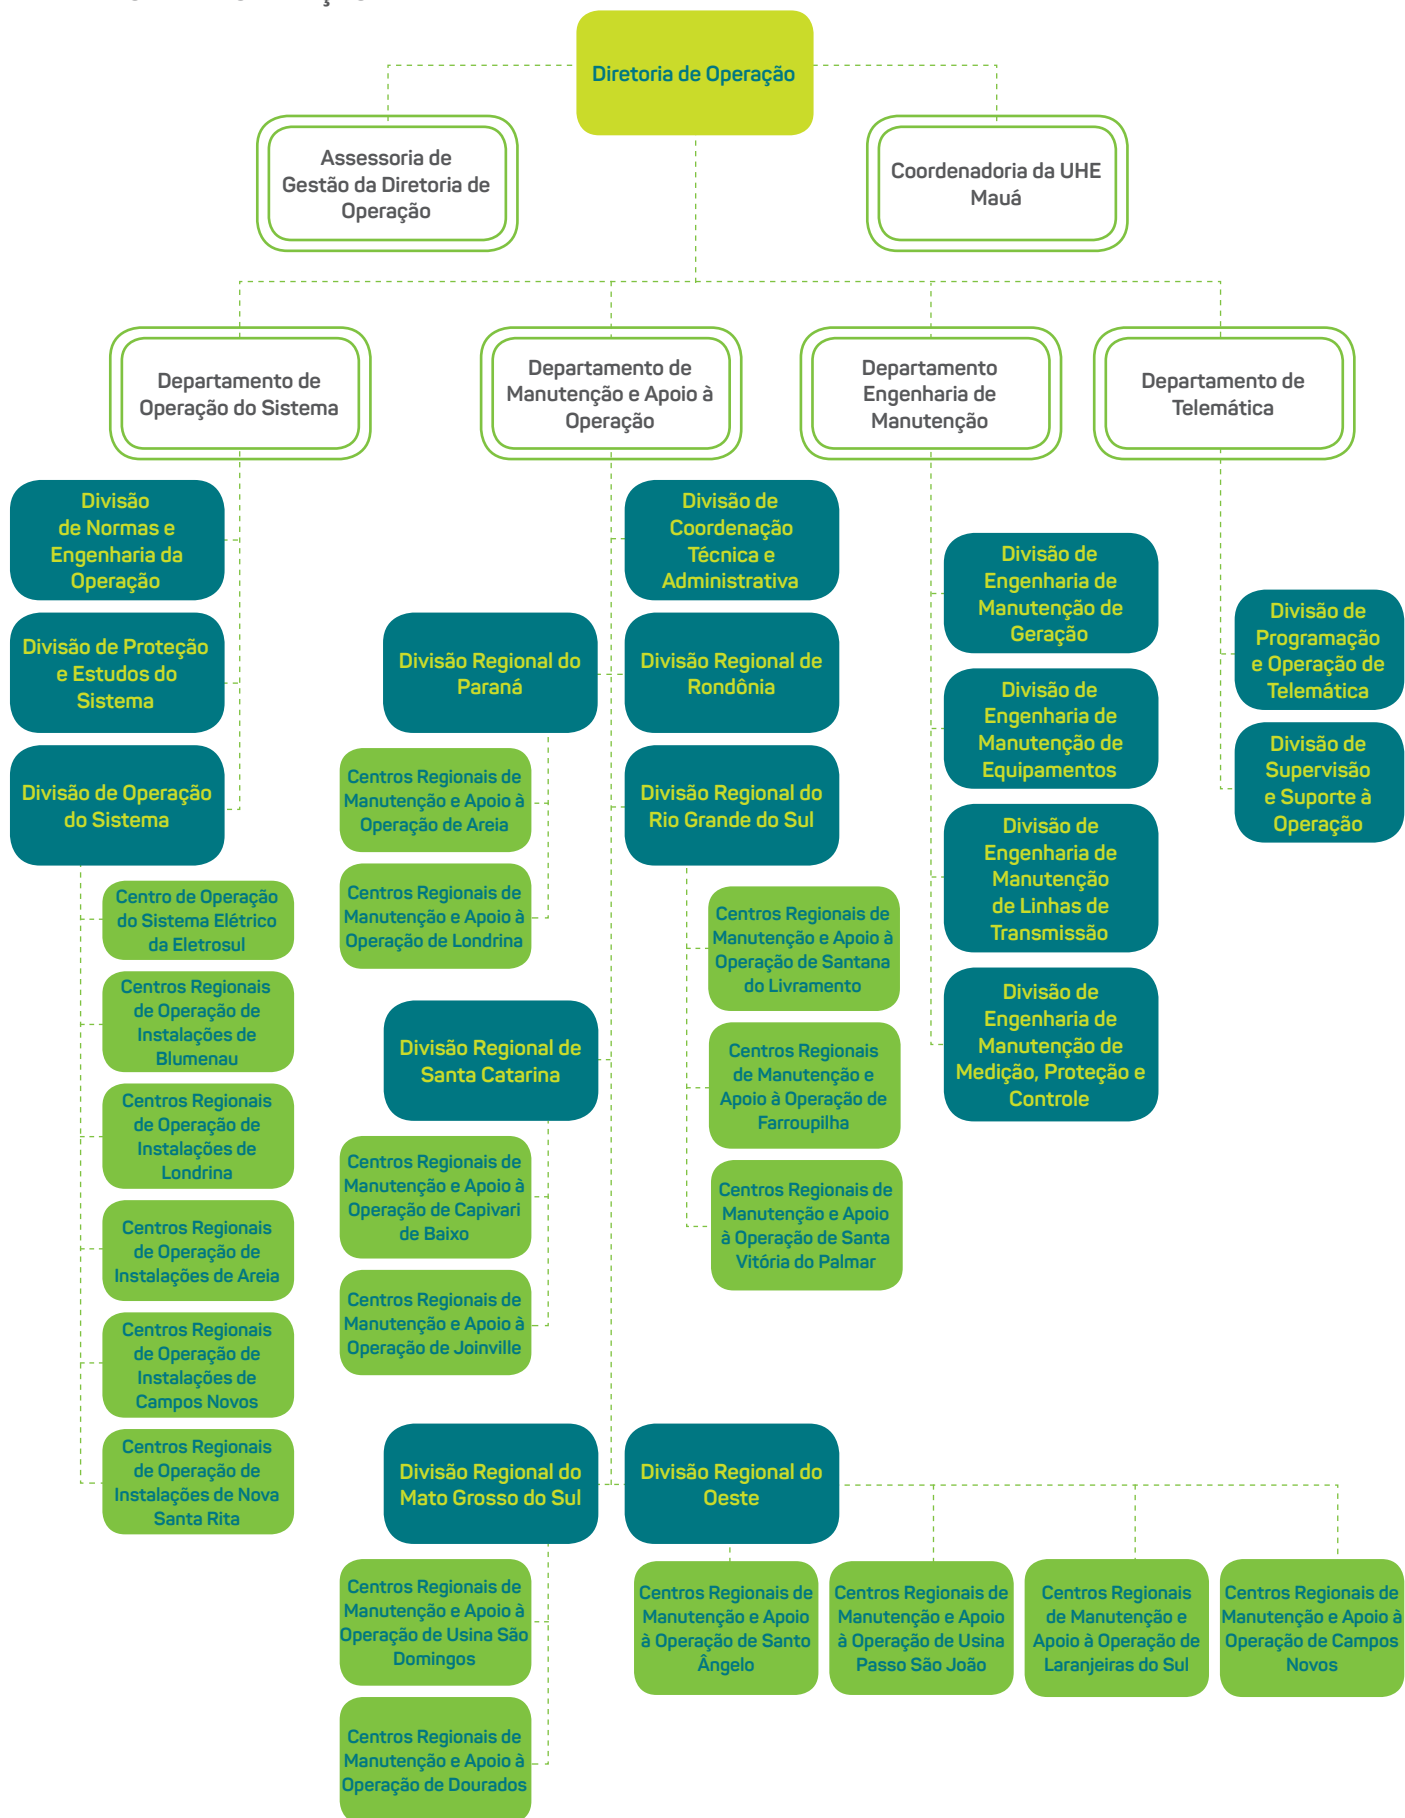 Diretoria de Operação
Assessoria de
Gestão da Diretoria de
Operação
Coordenadoria da UHE
Mauá
Departamento de
Operação do Sistema
Departamento de
Manutenção e Apoio à
Operação
Departamento
Engenharia de
Manutenção
Departamento de
Telemática
Divisão
de Normas e
Engenharia da
Operação
Divisão de Proteção
e Estudos do
Sistema
Divisão de Operação
do Sistema
Centro de Operação
do Sistema Elétrico
da Eletrosul
Centros Regionais
de Operação de
Instalações de
Blumenau
Centros Regionais
de Operação de
Instalações de
Londrina
Centros Regionais
de Operação de
Instalações de Areia
Centros Regionais
de Operação de
Instalações de
Campos Novos
Centros Regionais
de Operação de
Instalações de Nova
Santa Rita
Divisão de
Coordenação
Técnica e
Administrativa
Divisão Regional do
Paraná
Divisão Regional de
Rondônia
Centros Regionais de
Manutenção e Apoio à
Operação de Areia
Centros Regionais de
Manutenção e Apoio à
Operação de Londrina
Divisão Regional do
Rio Grande do Sul
Centros Regionais de
Manutenção e Apoio à
Operação de Santana
do Livramento
Centros Regionais
de Manutenção e
Apoio à Operação de
Farroupilha
Centros Regionais de
Manutenção e Apoio
à Operação de Santa
Vitória do Palmar
Divisão Regional de
Santa Catarina
Centros Regionais de
Manutenção e Apoio à
Operação de Capivari
de Baixo
Centros Regionais de
Manutenção e Apoio à
Operação de Joinville
Divisão Regional do
Mato Grosso do Sul
Centros Regionais de
Manutenção e Apoio à
Operação de Usina São
Domingos
Centros Regionais de
Manutenção e Apoio à
Operação de Dourados
Divisão Regional do
Oeste
Centros Regionais de
Manutenção e Apoio
à Operação de Santo
Ângelo
Centros Regionais de
Manutenção e Apoio
à Operação de Usina
Passo São João
Centros Regionais
de Manutenção e
Apoio à Operação de
Laranjeiras do Sul
Centros Regionais de
Manutenção e Apoio à
Operação de Campos
Novos
Divisão de
Engenharia de
Manutenção de
Geração
Divisão de
Engenharia de
Manutenção de
Equipamentos
Divisão de
Engenharia de
Manutenção
de Linhas de
Transmissão
Divisão de
Engenharia de
Manutenção de
Medição, Proteção e
Controle
Divisão de
Programação
e Operação de
Telemática
Divisão de
Supervisão
e Suporte à
Operação